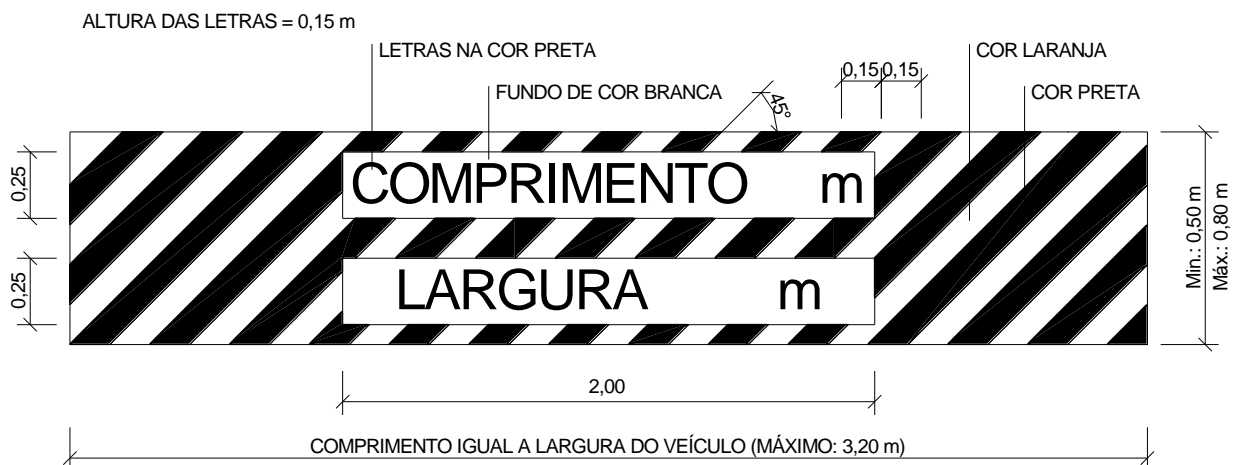 ALTURA DAS LETRAS = 0,15 m
LETRAS NA COR PRETA
COR LARANJA
0,15 0,15
FUNDO DE COR BRANCA
COR PRETA
45°
0,25
COMPRIMENTO m
Min.: 0,50 m
Máx.: 0,80 m
0,25
LARGURA m
2,00
COMPRIMENTO IGUAL A LARGURA DO VEÍCULO (MÁXIMO: 3,20 m)